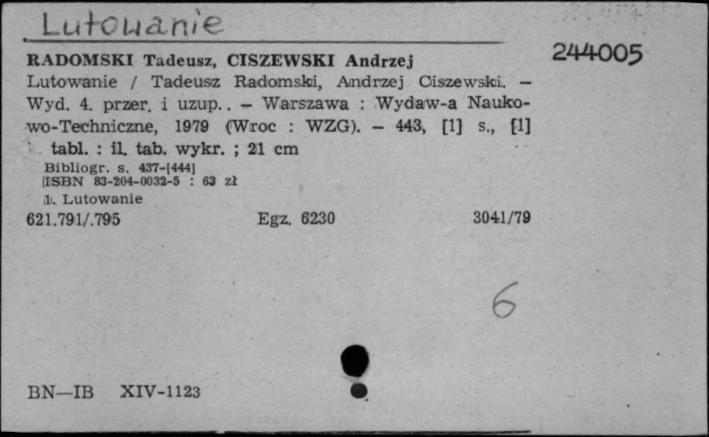 Lutowanie
244005
RADOMSKI Tadeusz, CISZEWSKI Andrzej
Lutowanie / Tadeusz Radomski, Andrzej Ciszewski. —
Wyd. 4. przer. i uzup.. — Warszawa : Wydaw-a Nauko-
wo-Techniczne, 1979 (Wroc : WZG). — 443, [1] s., [1]
tabl. : il. tab. wykr. ; 21 cm
Bibliogr. s. 437-[444]
ISBN 83-204-0032-5 : 63 zł
1. Lutowanie
621.791/.795 Egz. 6230 3041/79
6
BN—IB XIV-1123